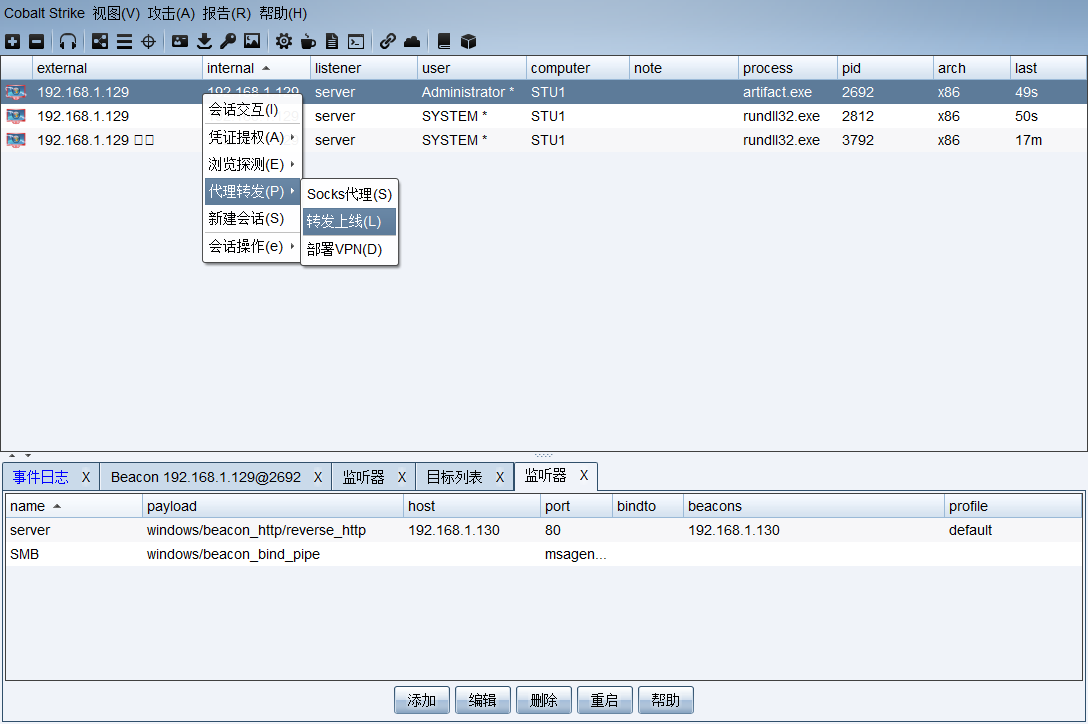 Cobalt Strike 视图(V) 攻击(A) 报告(R) 帮助(H)
external internal listener user computer note process pid arch last
192.168.1.129 192.168.1.129 server Administrator * STU1 artifact.exe 2692 x86 49s
192.168.1.129 server SYSTEM * STU1 rundll32.exe 2812 x86 50s
192.168.1.129 server SYSTEM * STU1 rundll32.exe 3792 x86 17m
会话交互(I)
凭证提权(A)
浏览探测(E)
代理转发(P)
新建会话(S)
会话操作(e)
Socks代理(S)
转发上线(L)
部署VPN(D)
事件日志 X Beacon 192.168.1.129@2692 X 监听器 X 目标列表 X 监听器 X
name payload host port bindto beacons profile
server windows/beacon_http/reverse_http 192.168.1.130 80 192.168.1.130 default
SMB windows/beacon_bind_pipe msagen...
添加 编辑 删除 重启 帮助